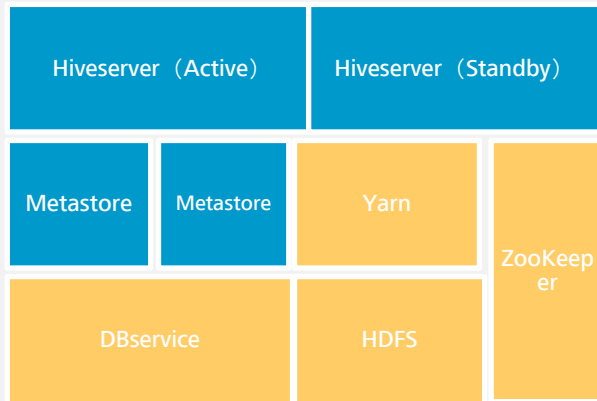 Hiveserver（Active）
Hiveserver（Standby）
Metastore
Metastore
Yarn
ZooKeep
er
DBservice
HDFS